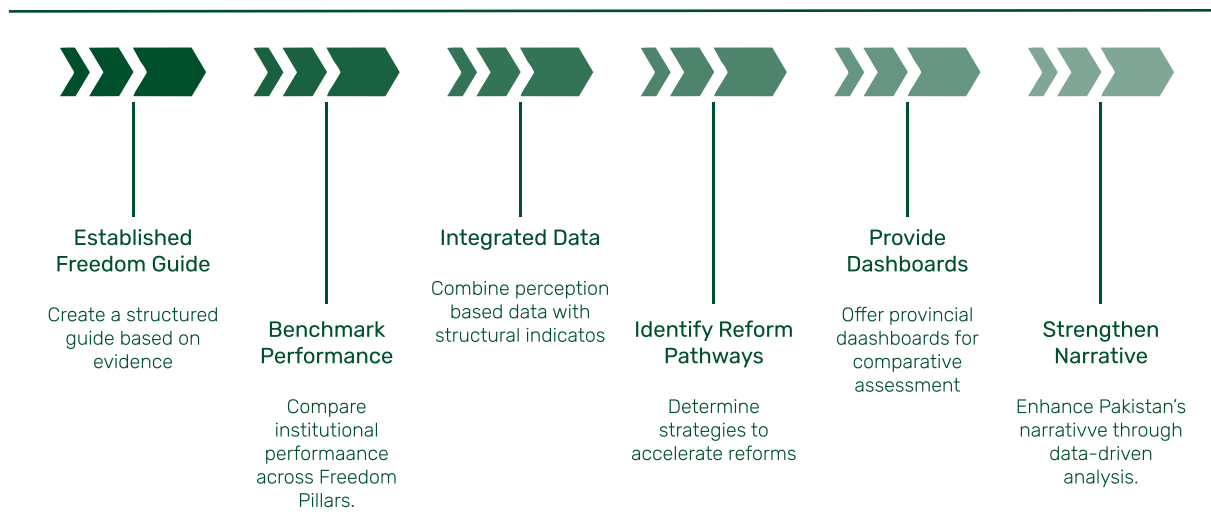 Established
Freedom Guide
Create a structured
guide based on
evidence
Benchmark
Performance
Compare
institutional
performaance
across Freedom
Pillars.
Integrated Data
Combine perception
based data with
structural indicatos
Identify Reform
Pathways
Determine
strategies to
accelerate reforms
Provide
Dashboards
Offer provincial
daashboards for
comparative
assessment
Strengthen
Narrative
Enhance Pakistan’s
narrativve through
data-driven
analysis.